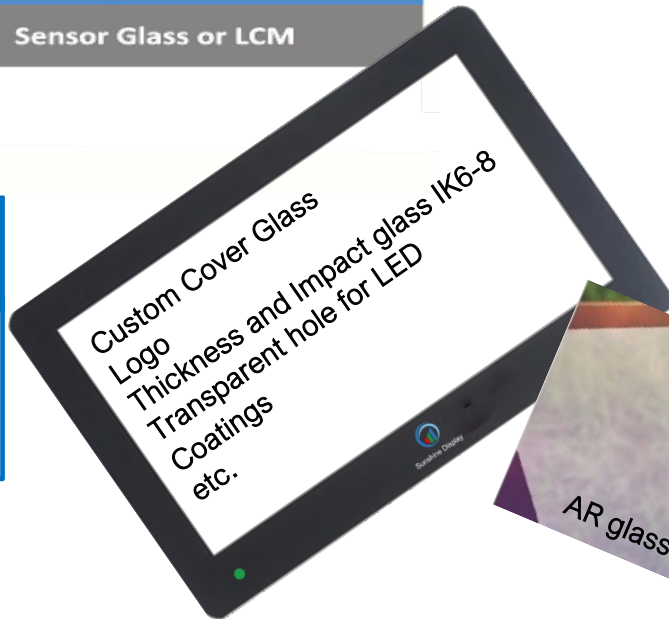 Sensor Glass or LCM
Custom Cover Glass
Logo
Thickness and Impact glass IK6-8
Transparent hole for LED
Coatings
etc.
Sunshine Display
AR glass